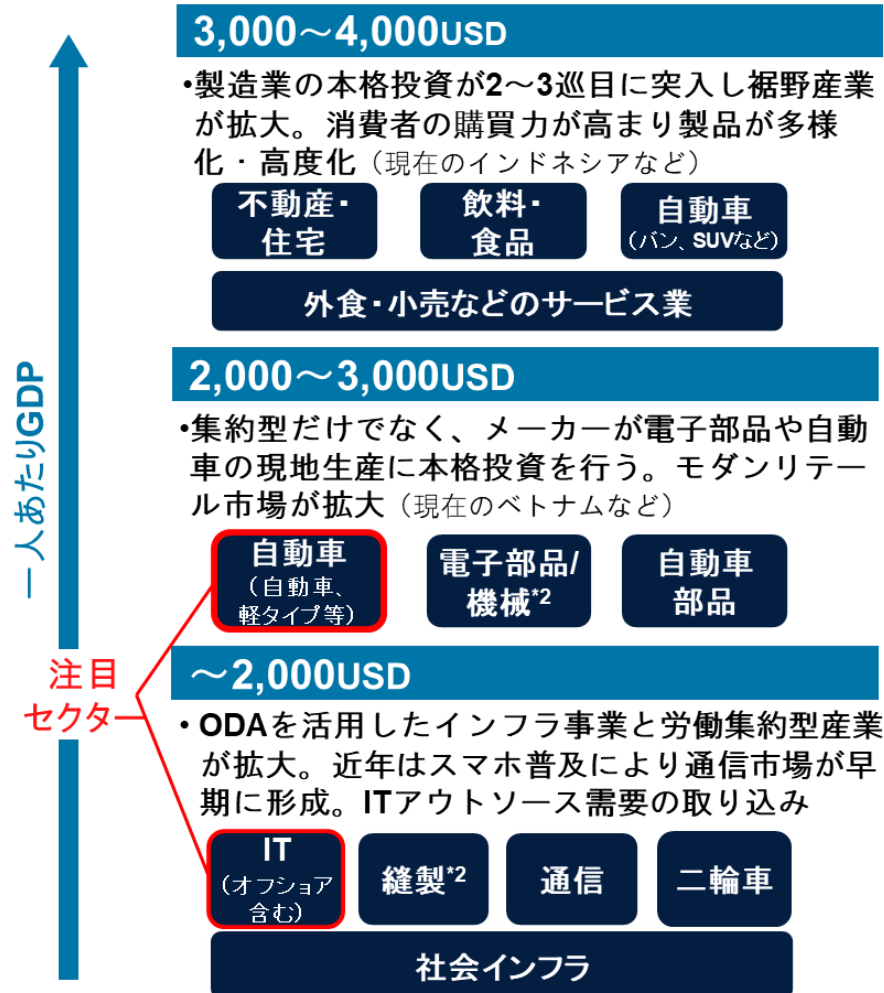 3,000～4,000USD
•製造業の本格投資が2～3巡目に突入し裾野産業
が拡大。消費者の購買力が高まり製品が多様
化・高度化（現在のインドネシアなど）
不動産・
住宅
飲料・
食品
自動車
（バン、SUVなど）
外食・小売などのサービス業
一人あたりGDP
2,000～3,000USD
•集約型だけでなく、メーカーが電子部品や自動
車の現地生産に本格投資を行う。モダンリテー
ル市場が拡大（現在のベトナムなど）
自動車
（自動車、
軽タイプ等）
電子部品/
機械*2
自動車
部品
注目
セクター
～2,000USD
• ODAを活用したインフラ事業と労働集約型産業
が拡大。近年はスマホ普及により通信市場が早
期に形成。ITアウトソース需要の取り込み
IT
（オフショア
含む）
縫製*2
通信
二輪車
社会インフラ